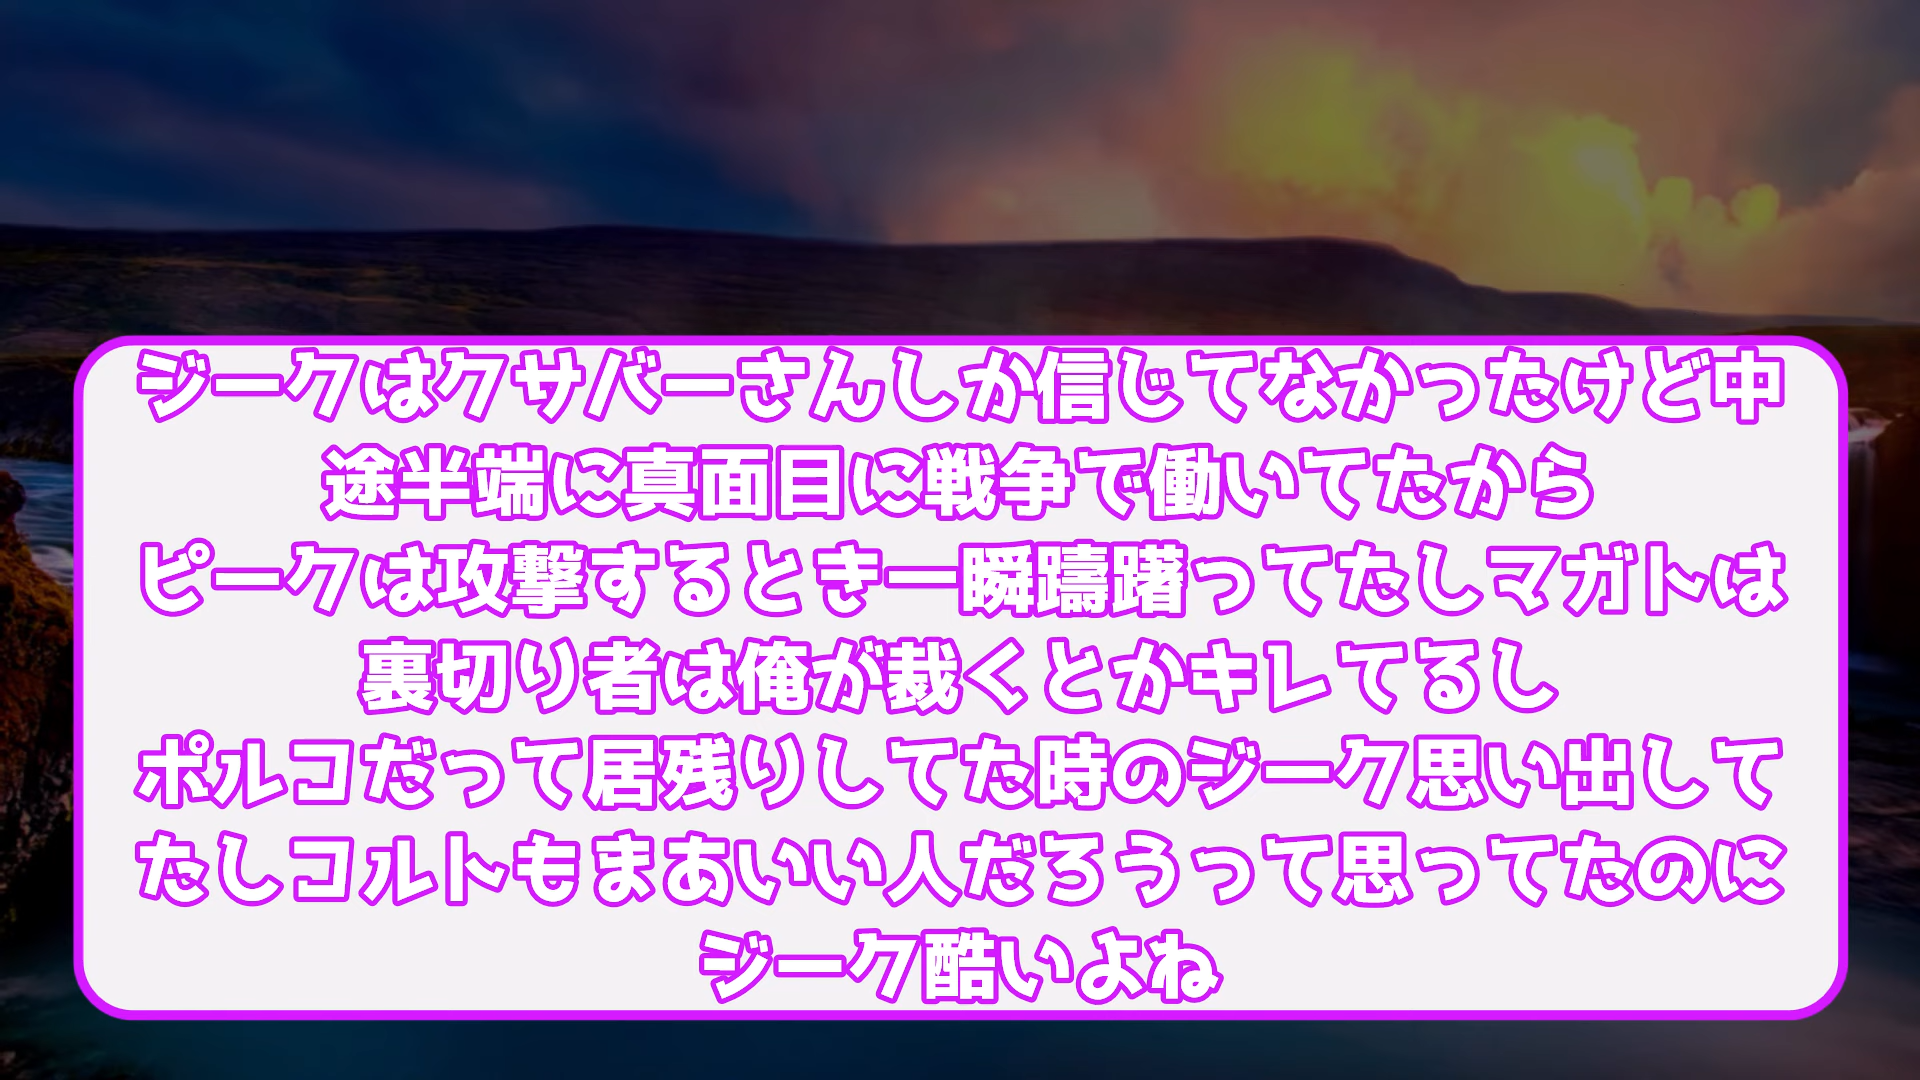 ジークはクサバーさんしか信じてなかったけど中
途半端に真面目に戦争で働いてたから
ピークは攻撃するとき一瞬躊躇ってたしマガトは
裏切り者は俺が裁くとかキレてるし
ポルコだって居残りしてた時のジーク思い出して
たしコルトもまあいい人だろうって思ってたのに
ジーク酷いよね